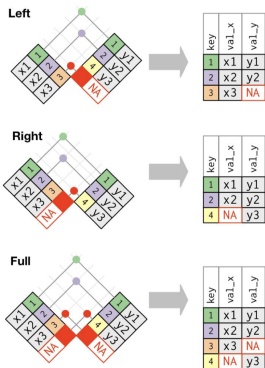 Left
1 x1
2 x2
3 x3
1 y1
2 y2
4 y3
NA
key val_x val_y
1 x1 y1
2 x2 y2
3 x3 NA
Right
1 x1
2 x2
3 x3
NA
1 y1
2 y2
4 y3
key val_x val_y
1 x1 y1
2 x2 y2
4 NA y3
Full
1 x1
2 x2
3 x3
NA
1 y1
2 y2
4 y3
NA
key val_x val_y
1 x1 y1
2 x2 y2
3 x3 NA
4 NA y3